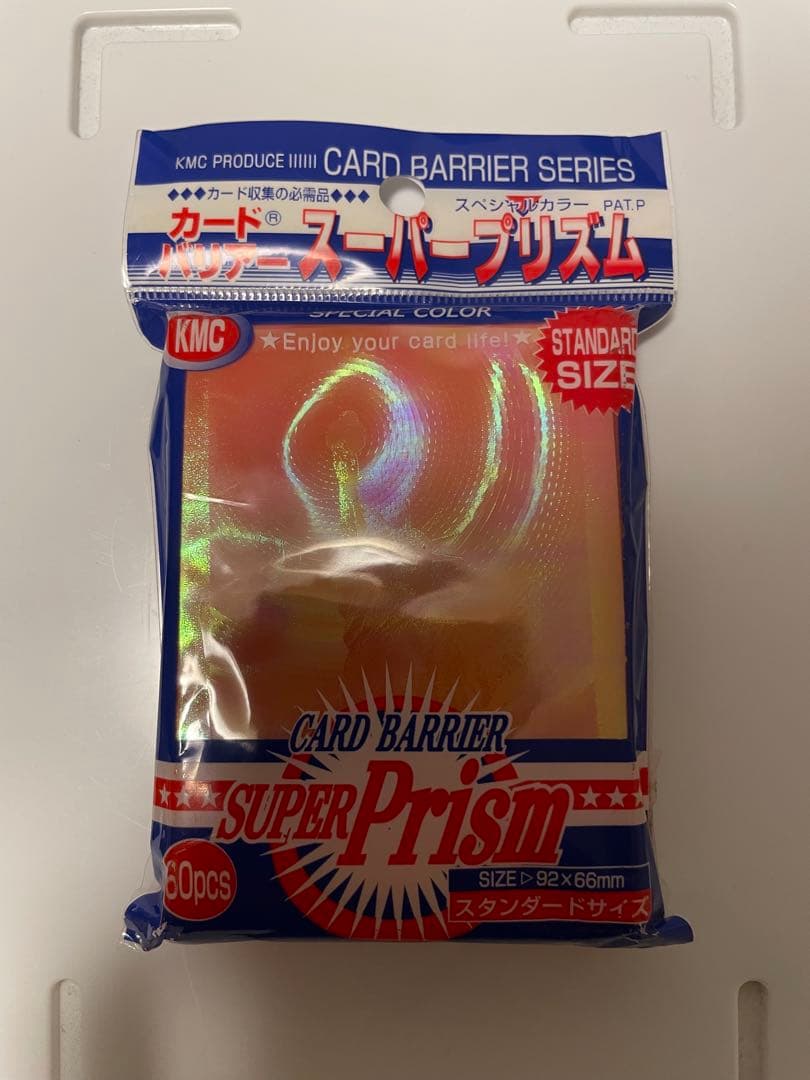 KMC PRODUCE IIIIII CARD BARRIER SERIES
◆◆◆カード収集の必需品◆◆◆
スペシャルカラー PAT.P
カード®
バリアー
スーパープリズム
SPECIAL COLOR
KMC
★Enjoy your card life!★
STANDARD
SIZE
CARD BARRIER
SUPER Prism
60pcs
SIZE▷92×66mm
スタンダードサイズ